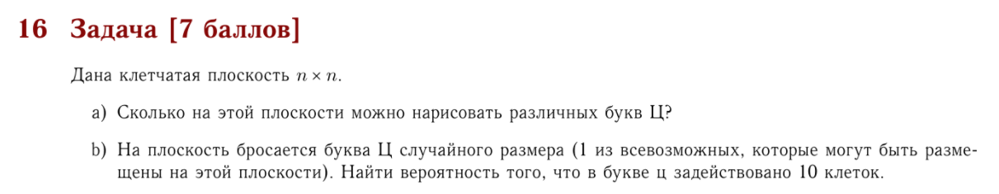 16 Задача [7 баллов]
Дана клетчатая плоскость n × n.
a) Сколько на этой плоскости можно нарисовать различных букв Ц?
b) На плоскость бросается буква Ц случайного размера (1 из всевозможных, которые могут быть разме-
щены на этой плоскости). Найти вероятность того, что в букве ц задействовано 10 клеток.